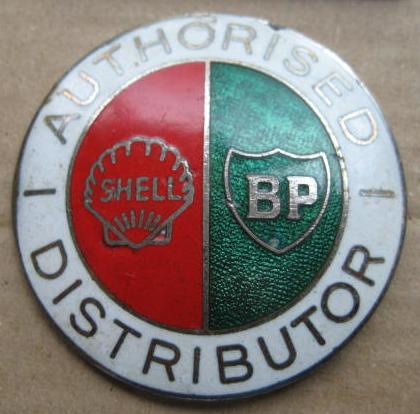 AUTHORISED
SHELL
BP
DISTRIBUTOR